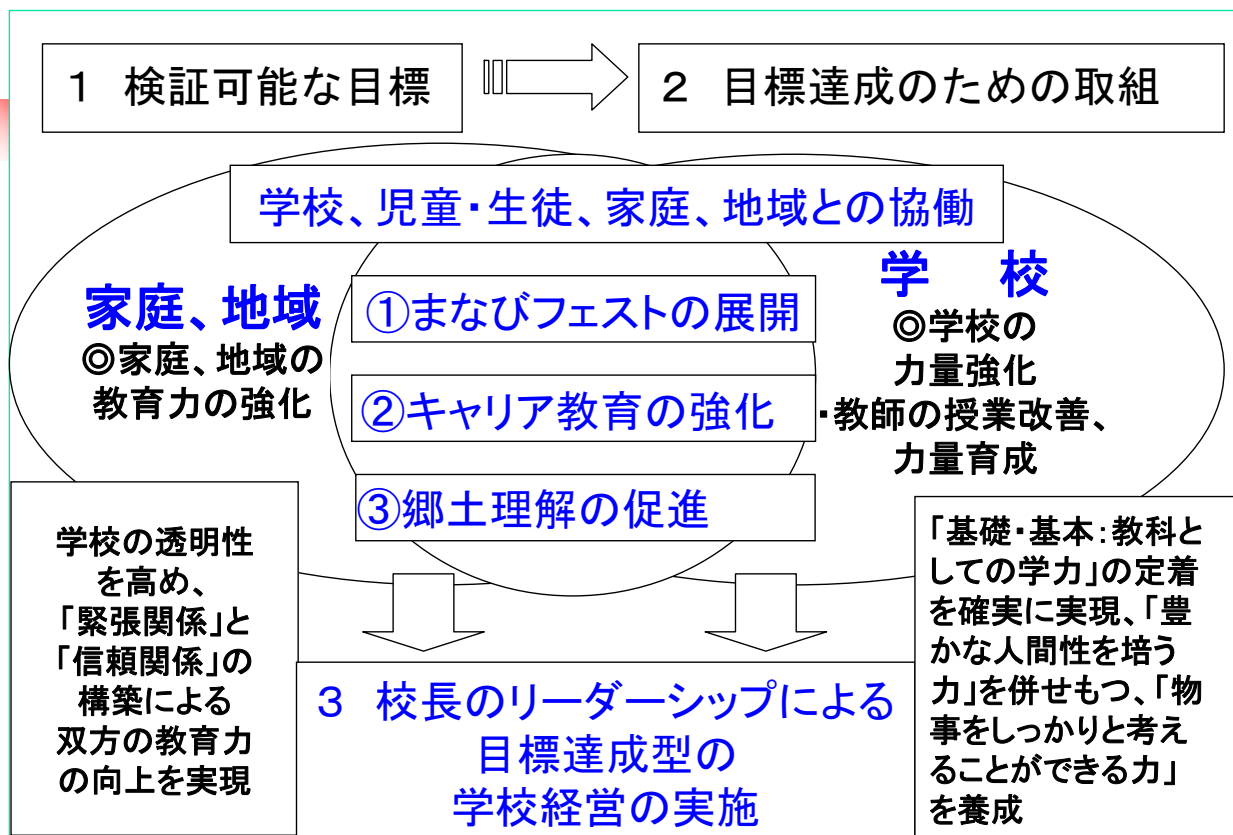 １　検証可能な目標
２　目標達成のための取組
学校、児童・生徒、家庭、地域との協働
家庭、地域
◎家庭、地域の
教育力の強化
①まなびフェストの展開
②キャリア教育の強化
③郷土理解の促進
学　校
◎学校の
力量強化
・教師の授業改善、
力量育成
学校の透明性
を高め、
「緊張関係」と
「信頼関係」の
構築による
双方の教育力
の向上を実現
３　校長のリーダーシップによる
目標達成型の
学校経営の実施
「基礎・基本：教科と
しての学力」の定着
を確実に実現、「豊
かな人間性を培う
力」を併せもつ、「物
事をしっかりと考え
ることができる力」
を養成